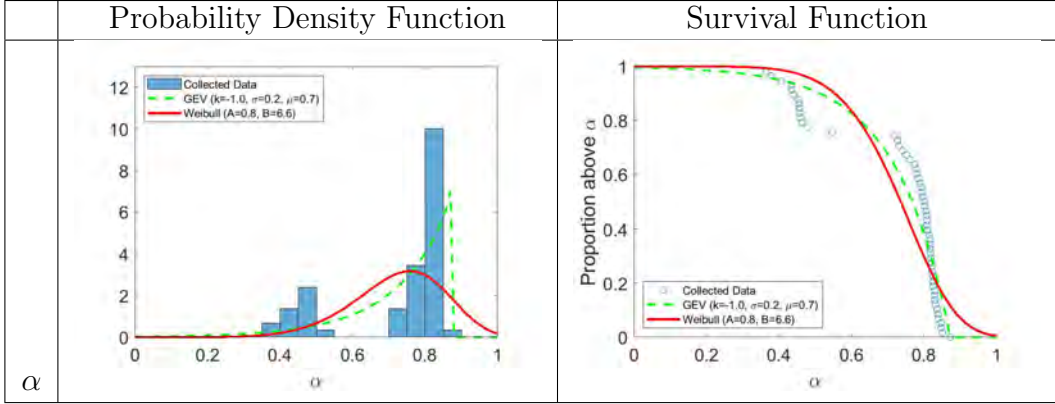 Probability Density Function
Survival Function
α
12
10
8
6
4
2
0
0
0.2
0.4
0.6
0.8
1
α
Collected Data
GEV (k=-1.0, σ=0.2, μ=0.7)
Weibull (A=0.8, B=6.6)
Proportion above α
1
0.8
0.6
0.4
0.2
0
0
0.2
0.4
0.6
0.8
1
α
Collected Data
GEV (k=-1.0, σ=0.2, μ=0.7)
Weibull (A=0.8, B=6.6)